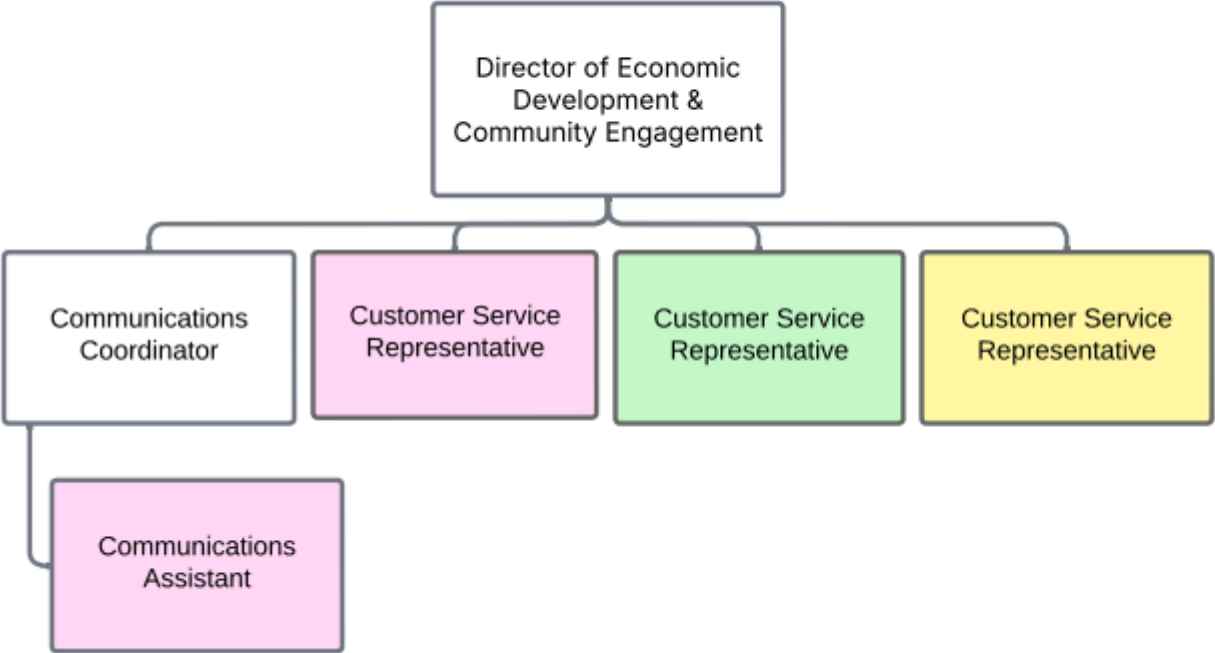 Director of Economic
Development &
Community Engagement
Communications
Coordinator
Customer Service
Representative
Customer Service
Representative
Customer Service
Representative
Communications
Assistant